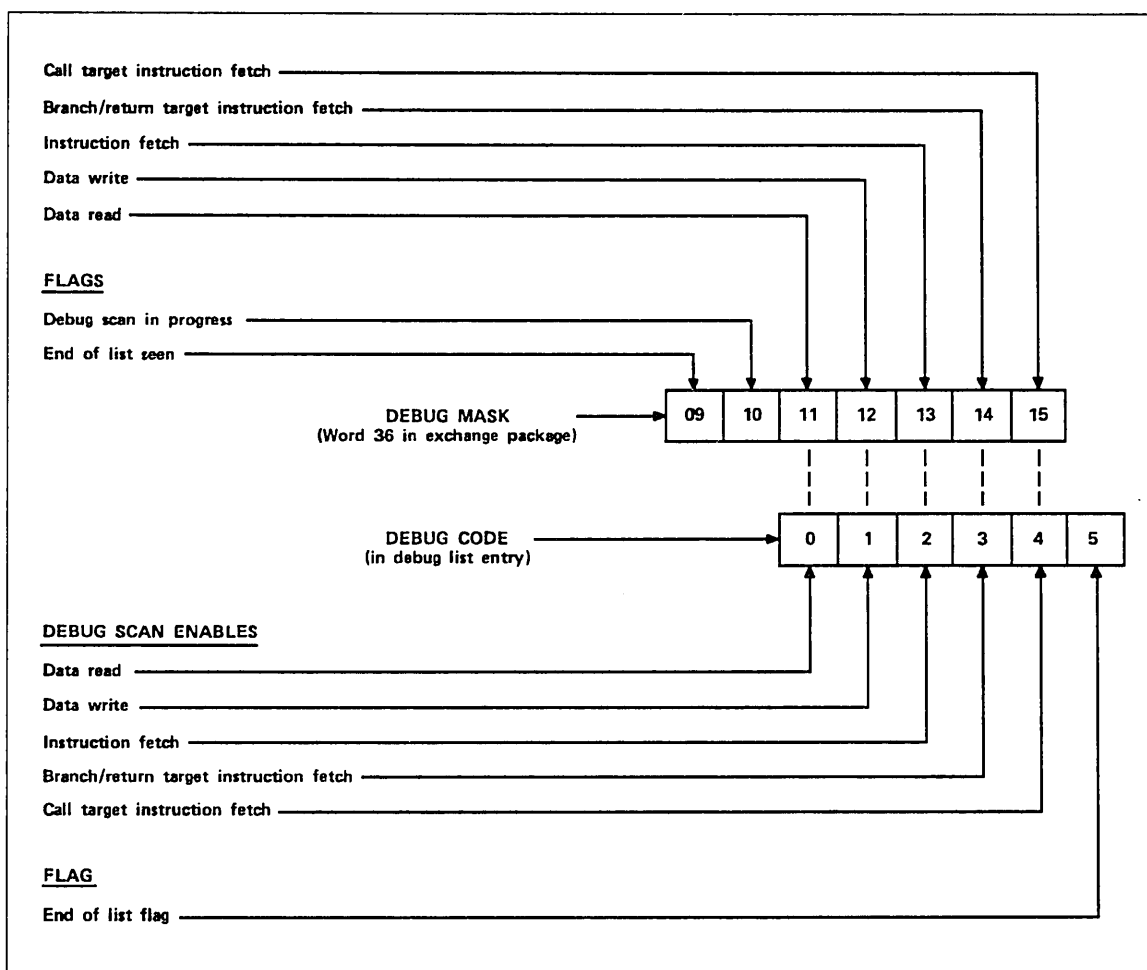 Call target instruction fetch
Branch/return target instruction fetch
Instruction fetch
Data write
Data read
FLAGS
Debug scan in progress
End of list seen
DEBUG MASK
(Word 36 in exchange package)
09 10 11 12 13 14 15
DEBUG CODE
(in debug list entry)
0 1 2 3 4 5
DEBUG SCAN ENABLES
Data read
Data write
Instruction fetch
Branch/return target instruction fetch
Call target instruction fetch
FLAG
End of list flag